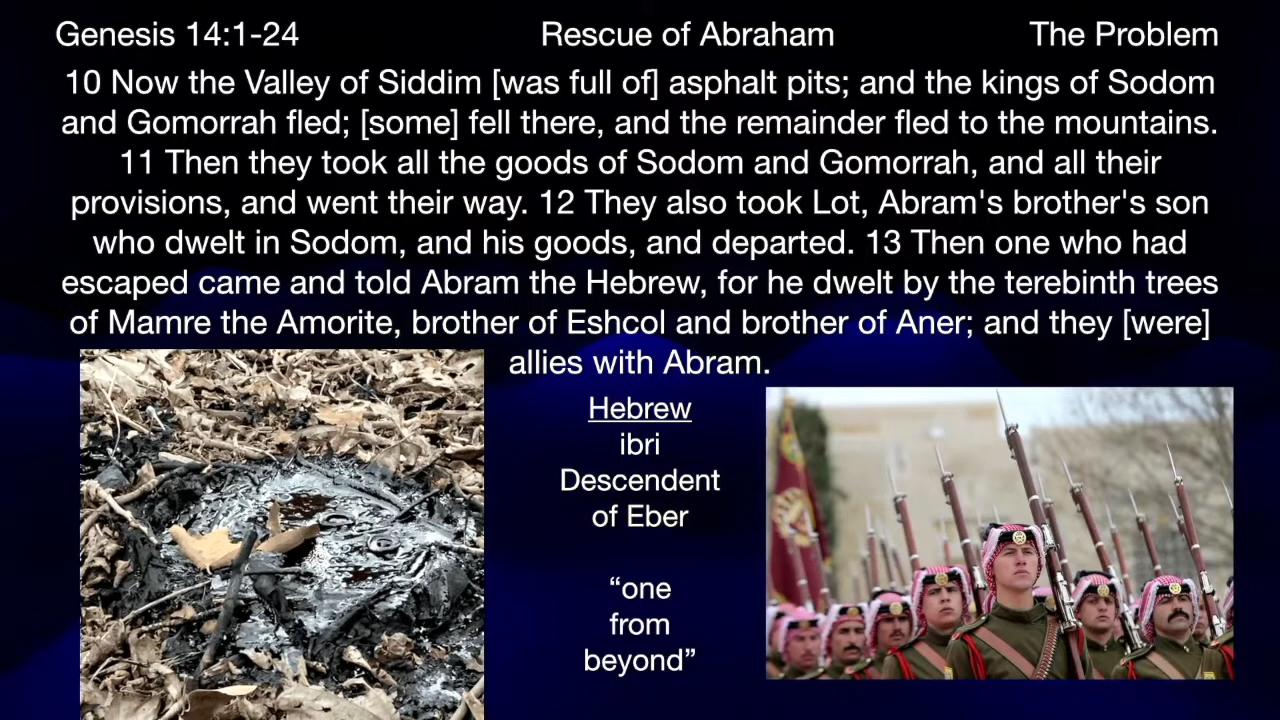 Genesis 14:1-24 Rescue of Abraham The Problem
10 Now the Valley of Siddim [was full of] asphalt pits; and the kings of Sodom
and Gomorrah fled; [some] fell there, and the remainder fled to the mountains.
11 Then they took all the goods of Sodom and Gomorrah, and all their
provisions, and went their way. 12 They also took Lot, Abram's brother's son
who dwelt in Sodom, and his goods, and departed. 13 Then one who had
escaped came and told Abram the Hebrew, for he dwelt by the terebinth trees
of Mamre the Amorite, brother of Eshcol and brother of Aner; and they [were]
allies with Abram.
Hebrew
ibri
Descendent
of Eber
“one
from
beyond”